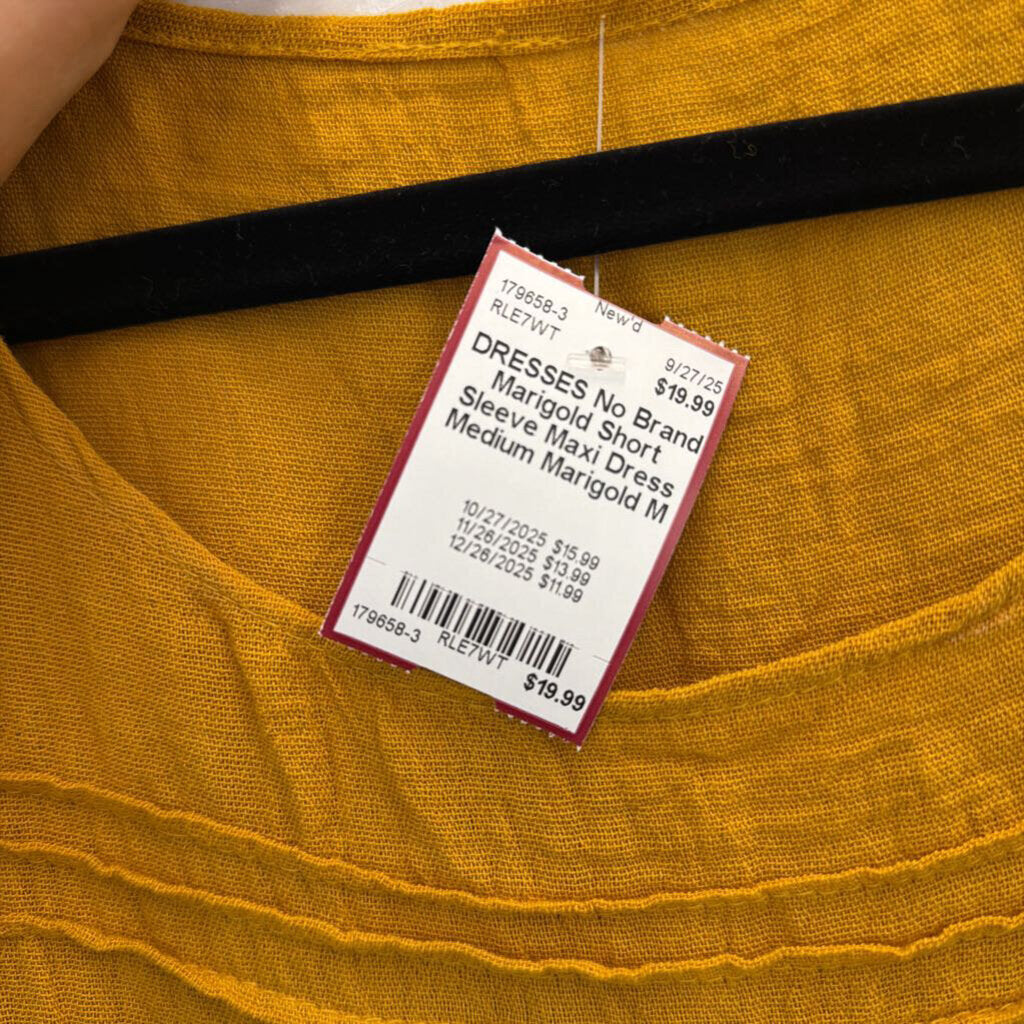 179658-3
RLE7WT
New'd
9/27/25
$19.99
DRESSES No Brand
Marigold Short
Sleeve Maxi Dress
Medium Marigold M
10/27/2025 $15.99
11/26/2025 $13.99
12/26/2025 $11.99
179658-3 RLE7WT
$19.99